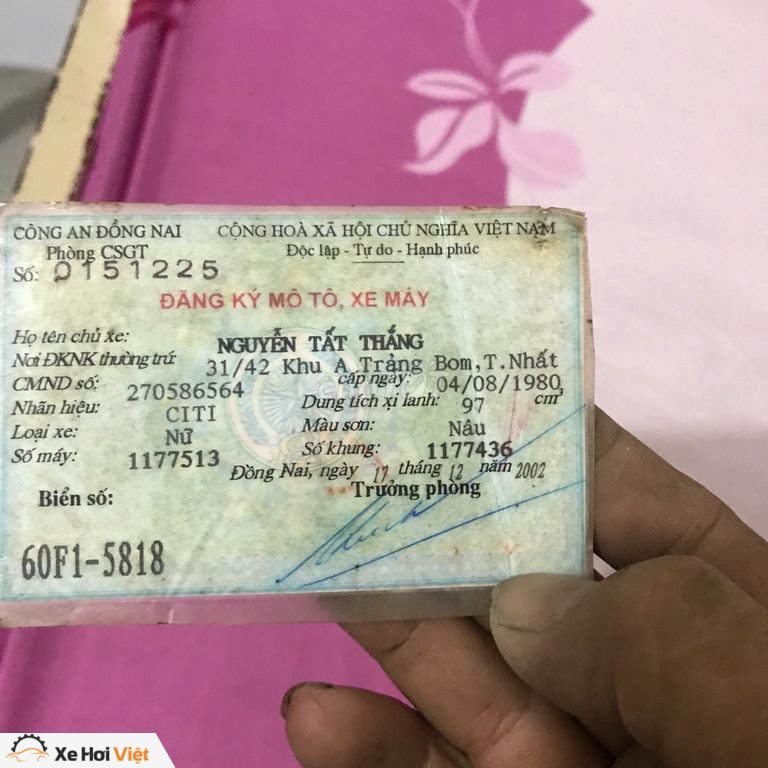 CÔNG AN ĐỒNG NAI CỘNG HOÀ XÃ HỘI CHỦ NGHĨA VIỆT NAM
Phòng CSGT Độc lập - Tự do - Hạnh phúc
Số: 0151225
ĐĂNG KÝ MÔ TÔ, XE MÁY
Họ tên chủ xe: NGUYỄN TẤT THẮNG
Nơi ĐKNK thường trú: 31/42 Khu A Trảng Bom,T.Nhất
CMND số: 270586564 cấp ngày: 04/08/1980
Nhãn hiệu: CITI Dung tích xi lanh: 97 cm³
Loại xe: Nữ Màu sơn: Nâu
Số máy: 1177513 Số khung: 1177436
Đồng Nai, ngày 17 tháng 12 năm 2002
Biển số: Trưởng phòng
60F1-5818
Xe Hơi Việt